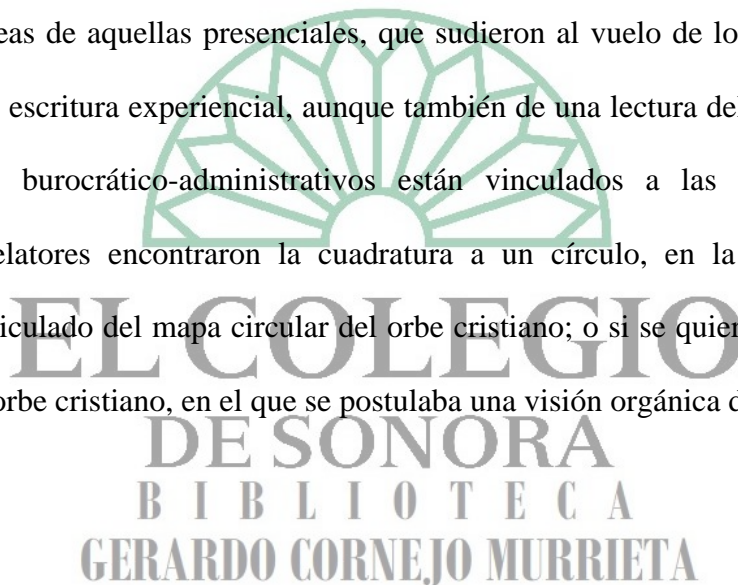 eas de aquellas presenciales, que sudieron al vuelo de lo
escritura experiencial, aunque también de una lectura de
burocrático-administrativos están vinculados a las
elatores encontraron la cuadratura a un círculo, en la
iculado del mapa circular del orbe cristiano; o si se quier
EL COLEGIO
orbe cristiano, en el que se postulaba una visión orgánica d
DE SONORA
BIBLIOTECA
GERARDO CORNEJO MURRIETA